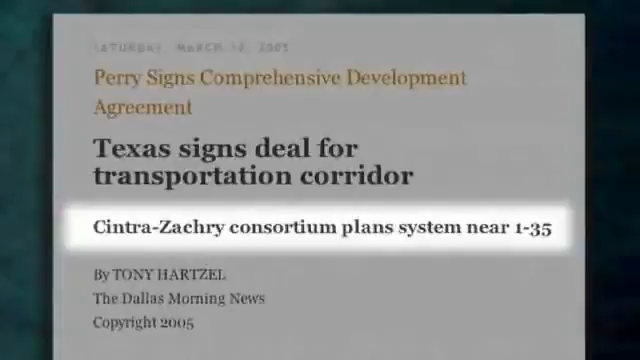 SATURDAY, MARCH 12, 2005
Perry Signs Comprehensive Development
Agreement
Texas signs deal for
transportation corridor
Cintra-Zachry consortium plans system near 1-35
By TONY HARTZEL
The Dallas Morning News
Copyright 2005